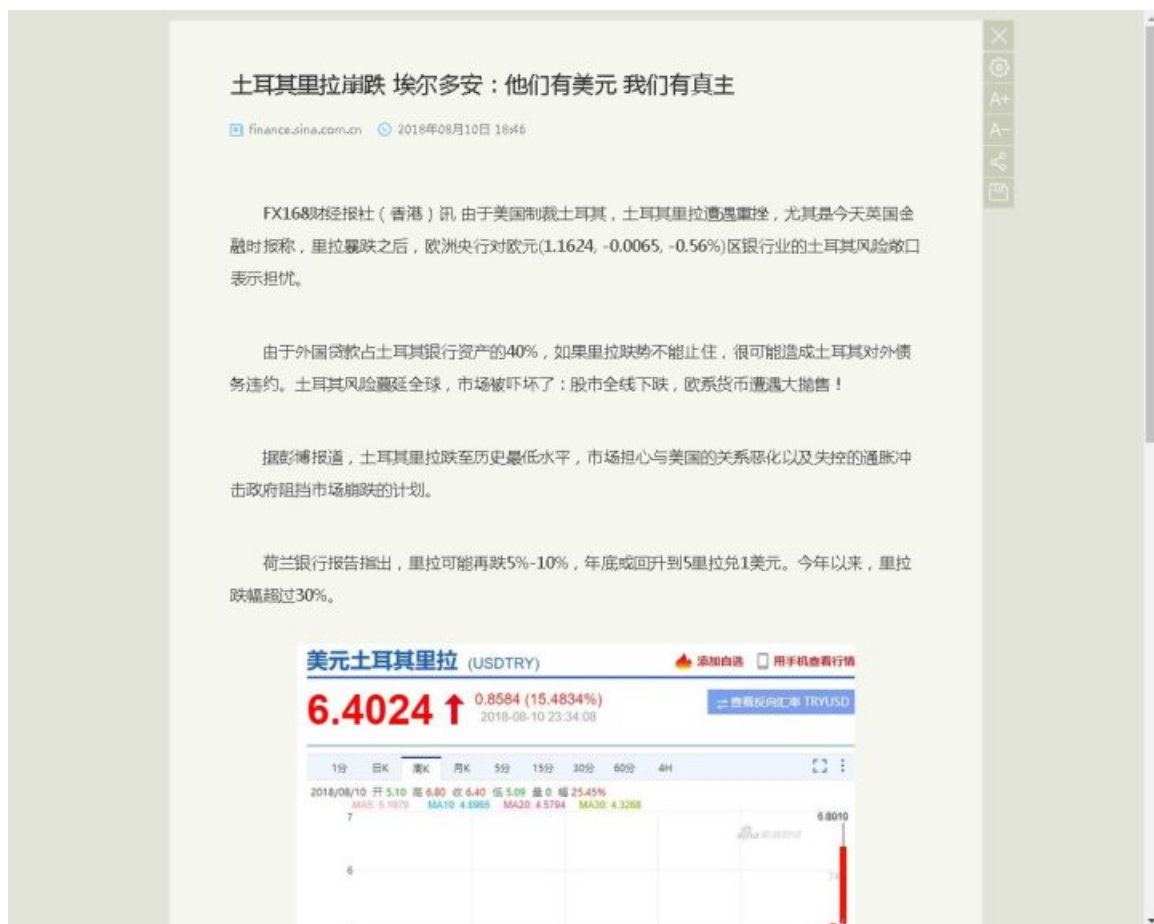 土耳其里拉崩跌 埃尔多安：他们有美元 我们有真主
finance.sina.com.cn 2018年08月10日 18:46
A+
A-
FX168财经报社（香港）讯 由于美国制裁土耳其，土耳其里拉遭遇重挫，尤其是今天英国金
融时报称，里拉暴跌之后，欧洲央行对欧元(1.1624, -0.0065, -0.56%)区银行业的土耳其风险敞口
表示担忧。
由于外国贷款占土耳其银行资产的40%，如果里拉跌势不能止住，很可能造成土耳其对外债
务违约。土耳其风险蔓延全球，市场被吓坏了：股市全线下跌，欧系货币遭遇大抛售！
据彭博报道，土耳其里拉跌至历史最低水平，市场担心与美国的关系恶化以及失控的通胀冲
击政府阻挡市场崩跌的计划。
荷兰银行报告指出，里拉可能再跌5%-10%，年底或回升到5里拉兑1美元。今年以来，里拉
跌幅超过30%。
美元土耳其里拉 (USDTRY) 添加自选 用手机查看行情
6.4024 0.8584 (15.4834%)
2018-08-10 23:34:08
查看反向汇率 TRYUSD
1分 日K 周K 月K 5分 15分 30分 60分 4H
2018/08/10 开 5.10 高 6.80 收 6.40 低 5.09 量 0 幅 25.45%
MA5: 5.1979 MA10: 4.8965 MA20: 4.5794 MA30: 4.3268
7 6.8010
6